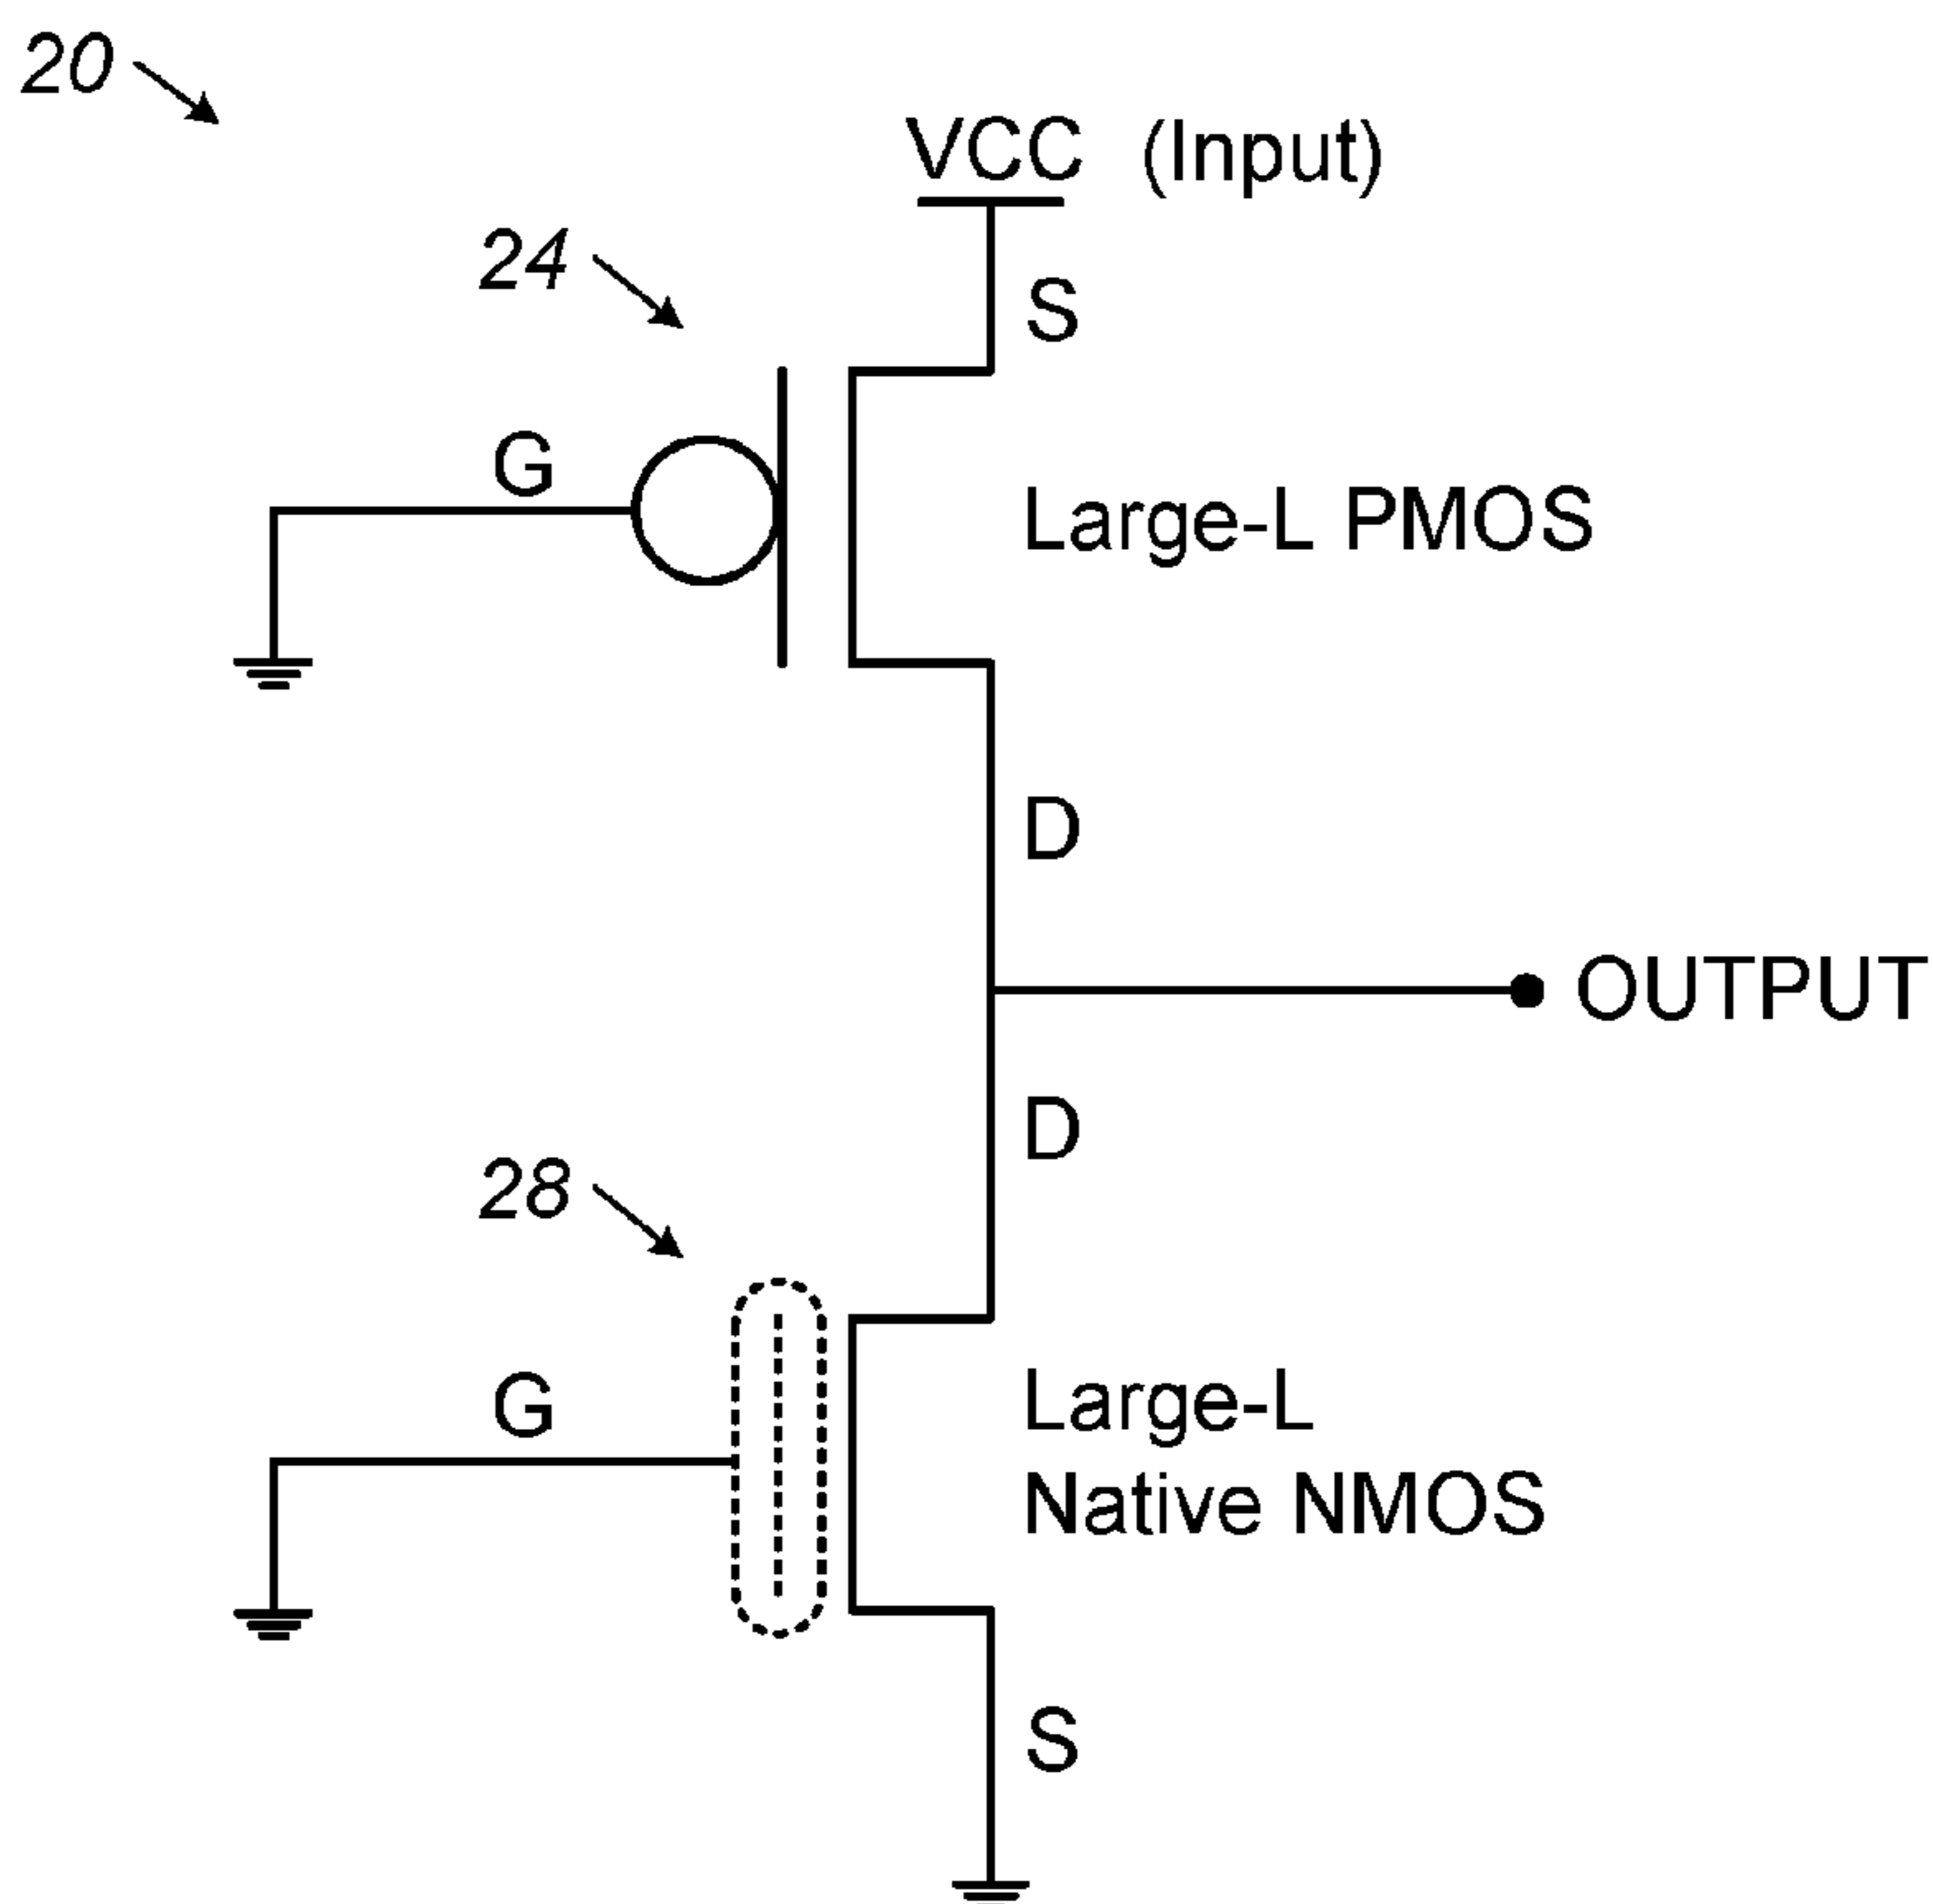 20
VCC (Input)
24
S
G
Large-L PMOS
D
OUTPUT
D
28
G
Large-L
Native NMOS
S